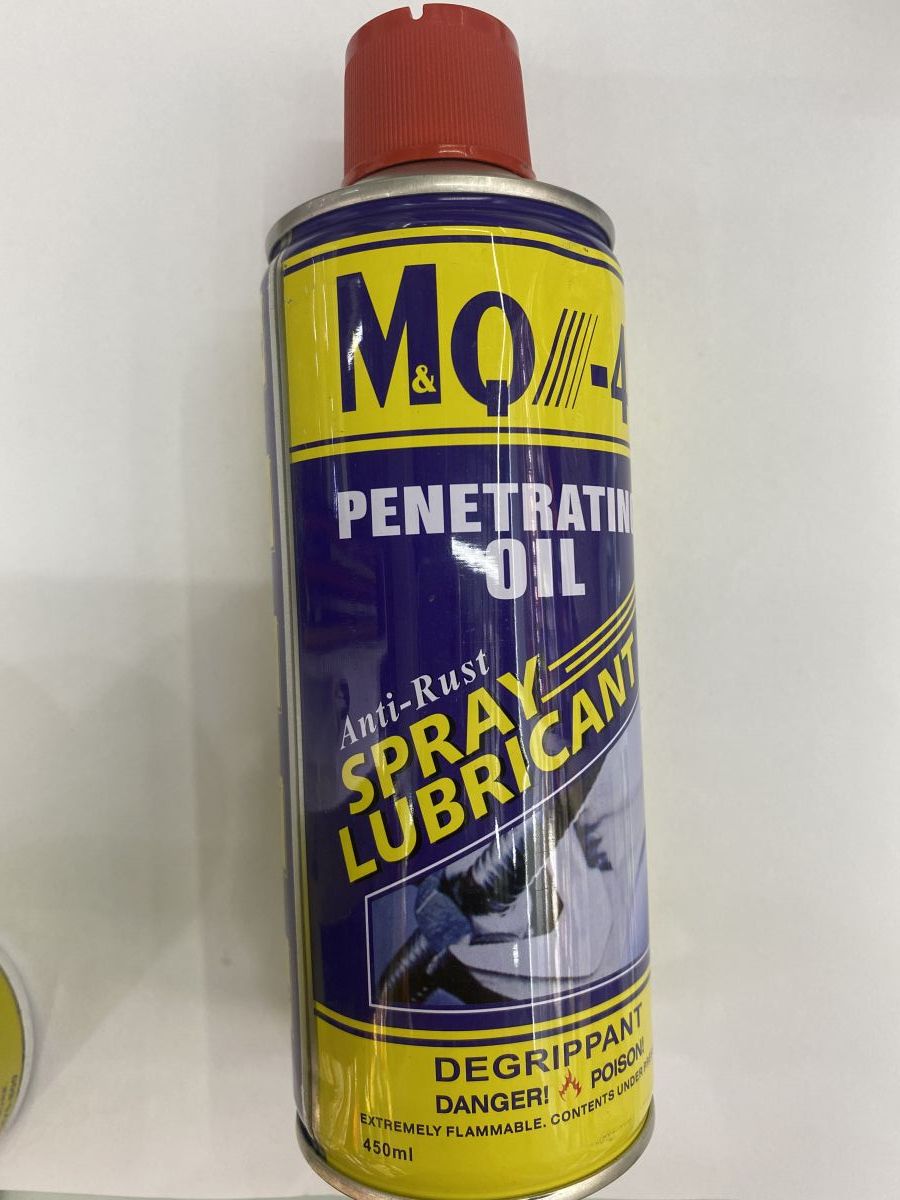 M&Q -4
PENETRATIN
OIL
Anti-Rust
SPRAY
LUBRICANT
DEGRIPPANT
DANGER! POISON!
EXTREMELY FLAMMABLE. CONTENTS UNDER
450ml